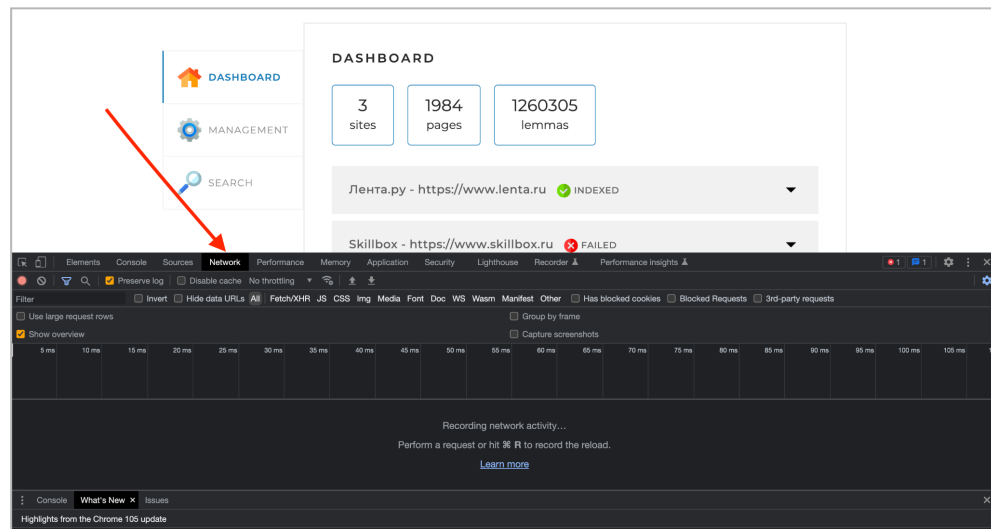 DASHBOARD
MANAGEMENT
SEARCH
DASHBOARD
3 1984 1260305
sites pages lemmas
Лента.ру - https://www.lenta.ru INDEXED
Skillbox - https://www.skillbox.ru FAILED
Elements Console Sources Network Performance Memory Application Security Lighthouse Recorder Performance insights 1 1
Preserve log Disable cache No throttling
Filter Invert Hide data URLs All Fetch/XHR JS CSS Img Media Font Doc WS Wasm Manifest Other Has blocked cookies Blocked Requests 3rd-party requests
Use large request rows Group by frame
Show overview Capture screenshots
5 ms 10 ms 15 ms 20 ms 25 ms 30 ms 35 ms 40 ms 45 ms 50 ms 55 ms 60 ms 65 ms 70 ms 75 ms 80 ms 85 ms 90 ms 95 ms 100 ms 105 ms 1
Recording network activity…
Perform a request or hit ⌘ R to record the reload.
Learn more
Console What's New × Issues
Highlights from the Chrome 105 update